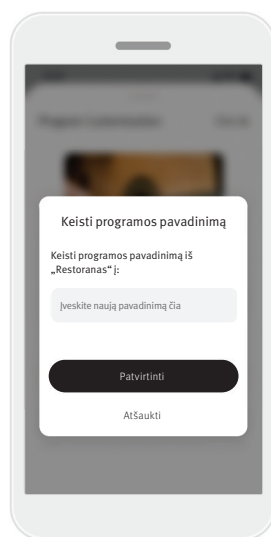 Keisti programos pavadinimą
Keisti programos pavadinimą iš
„Restoranas“ į:
Įveskite naują pavadinimą čia
Patvirtinti
Atšaukti